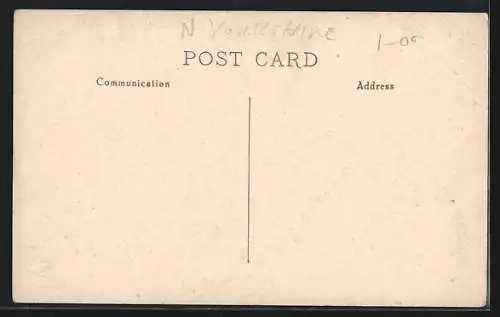 N Yorkshire
1-00
POST CARD
Communication
Address